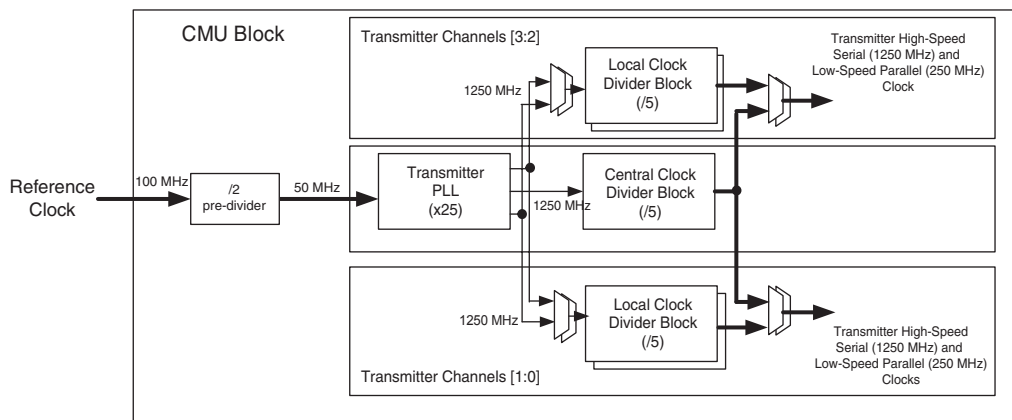 CMU Block
Transmitter Channels [3:2]
1250 MHz
Local Clock
Divider Block
(/5)
Transmitter High-Speed
Serial (1250 MHz) and
Low-Speed Parallel (250 MHz)
Clock
Reference
Clock
100 MHz
/2
pre-divider
50 MHz
Transmitter
PLL
(x25)
1250 MHz
Central Clock
Divider Block
(/5)
1250 MHz
Local Clock
Divider Block
(/5)
Transmitter High-Speed
Serial (1250 MHz) and
Low-Speed Parallel (250 MHz)
Clocks
Transmitter Channels [1:0]